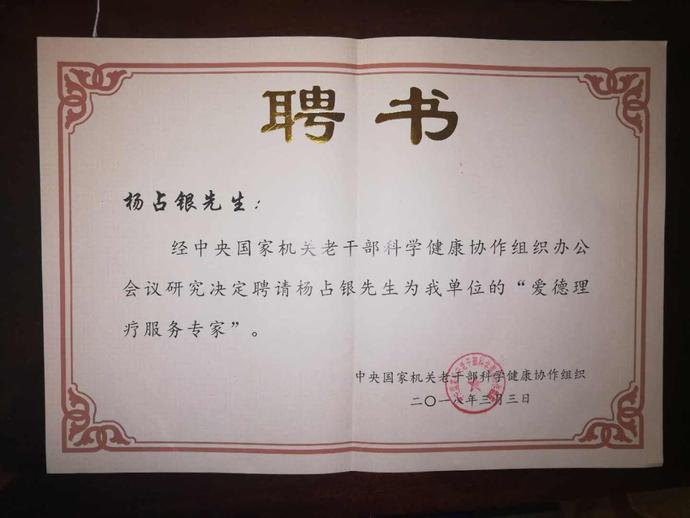 聘书
杨占银先生：
经中央国家机关老干部科学健康协作组织办公
会议研究决定聘请杨占银先生为我单位的“爱德理
疗服务专家”。
中央国家机关老干部科学健康协作组织
二〇一八年三月三日